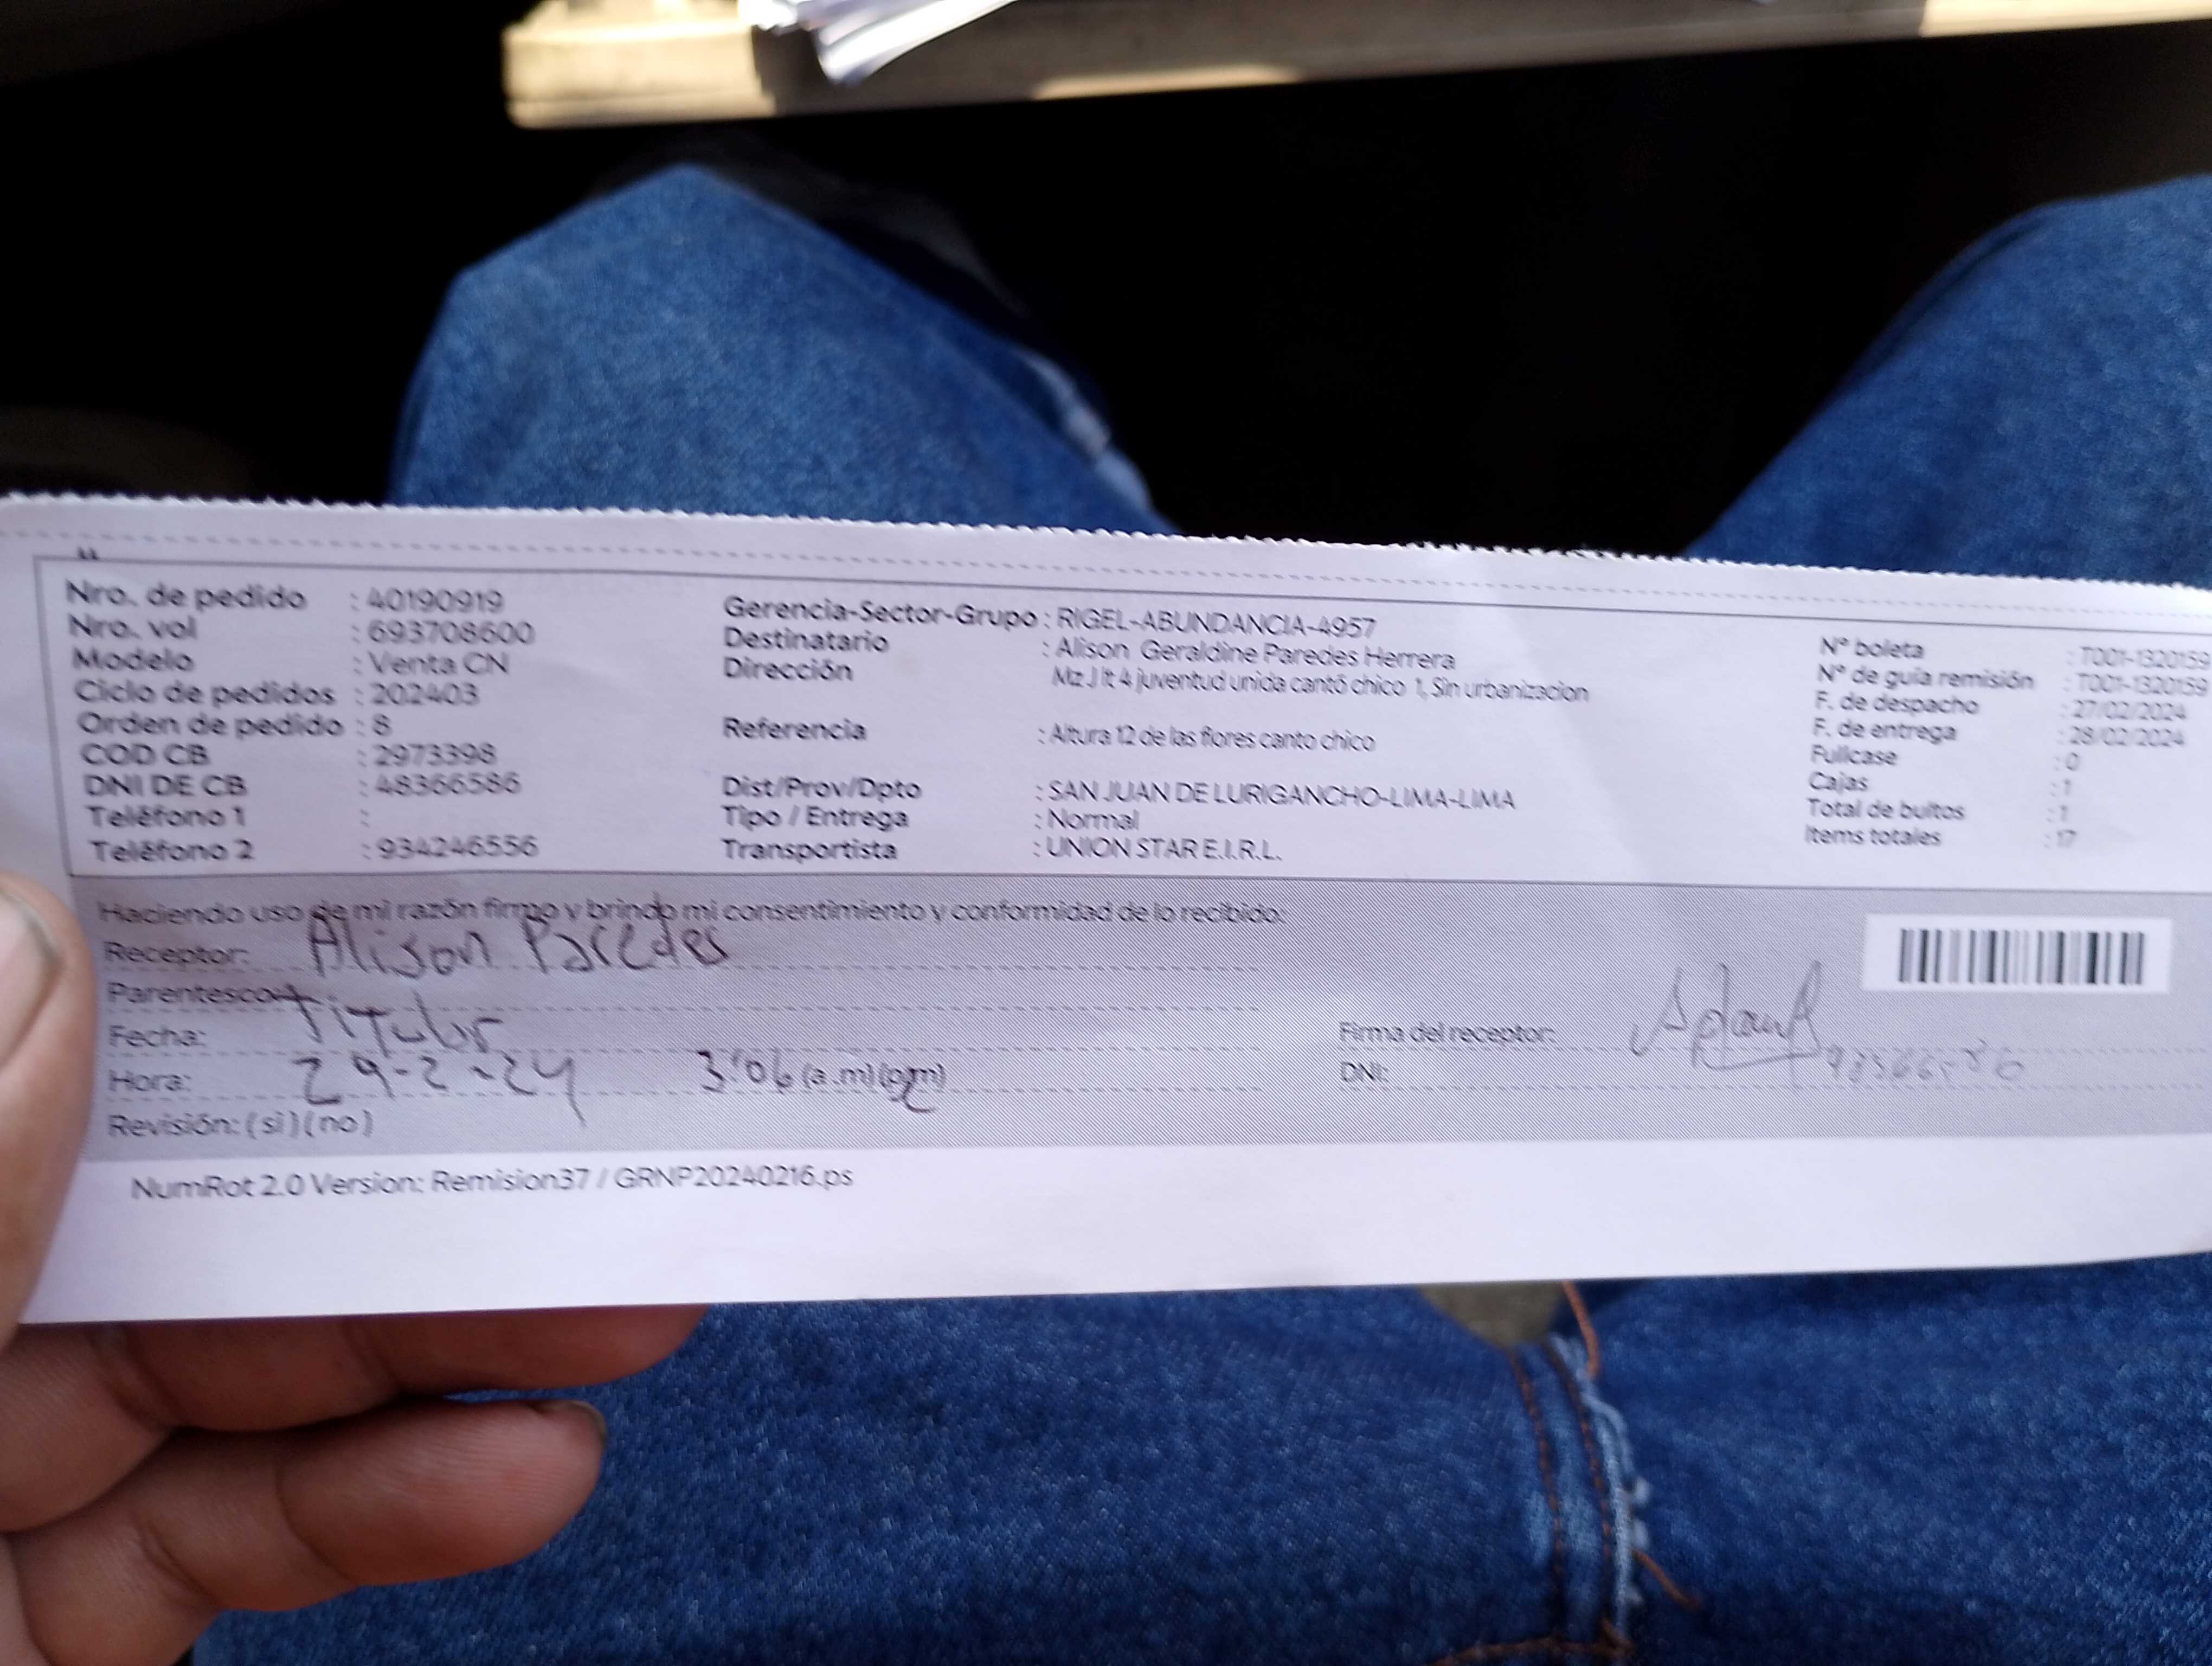 Nro. de pedido : 40190919
Nro. vol : 693708600
Modelo : Venta CN
Ciclo de pedidos : 202403
Orden de pedido : 8
COD CB : 2973398
DNI DE CB : 48366586
Teléfono 1 :
Teléfono 2 : 934246556
Gerencia-Sector-Grupo : RIGEL-ABUNDANCIA-4957
Destinatario : Alison Geraldine Paredes Herrera
Dirección Mz J lt 4 juventud unida cantó chico 1, Sin urbanizacion
Referencia : Altura 12 de las flores canto chico
Dist/Prov/Dpto : SAN JUAN DE LURIGANCHO-LIMA-LIMA
Tipo / Entrega : Normal
Transportista : UNION STAR E.I.R.L.
N° boleta : T001-1320159
N° de guía remisión : T001-1320159
F. de despacho : 27/02/2024
F. de entrega : 28/02/2024
Fullcase : 0
Cajas : 1
Total de bultos : 1
Items totales : 17
Haciendo uso de mi razón firmo y brindo mi consentimiento y conformidad de lo recibido:
Receptor: Alison Paredes
Parentesco: Titular
Fecha: 29-2-24
Hora: 3:06 (a.m)(p.m)
Revisión: (si)(no)
Firma del receptor:
DNI:
NumRot 2.0 Version: Remision37 / GRNP20240216.ps